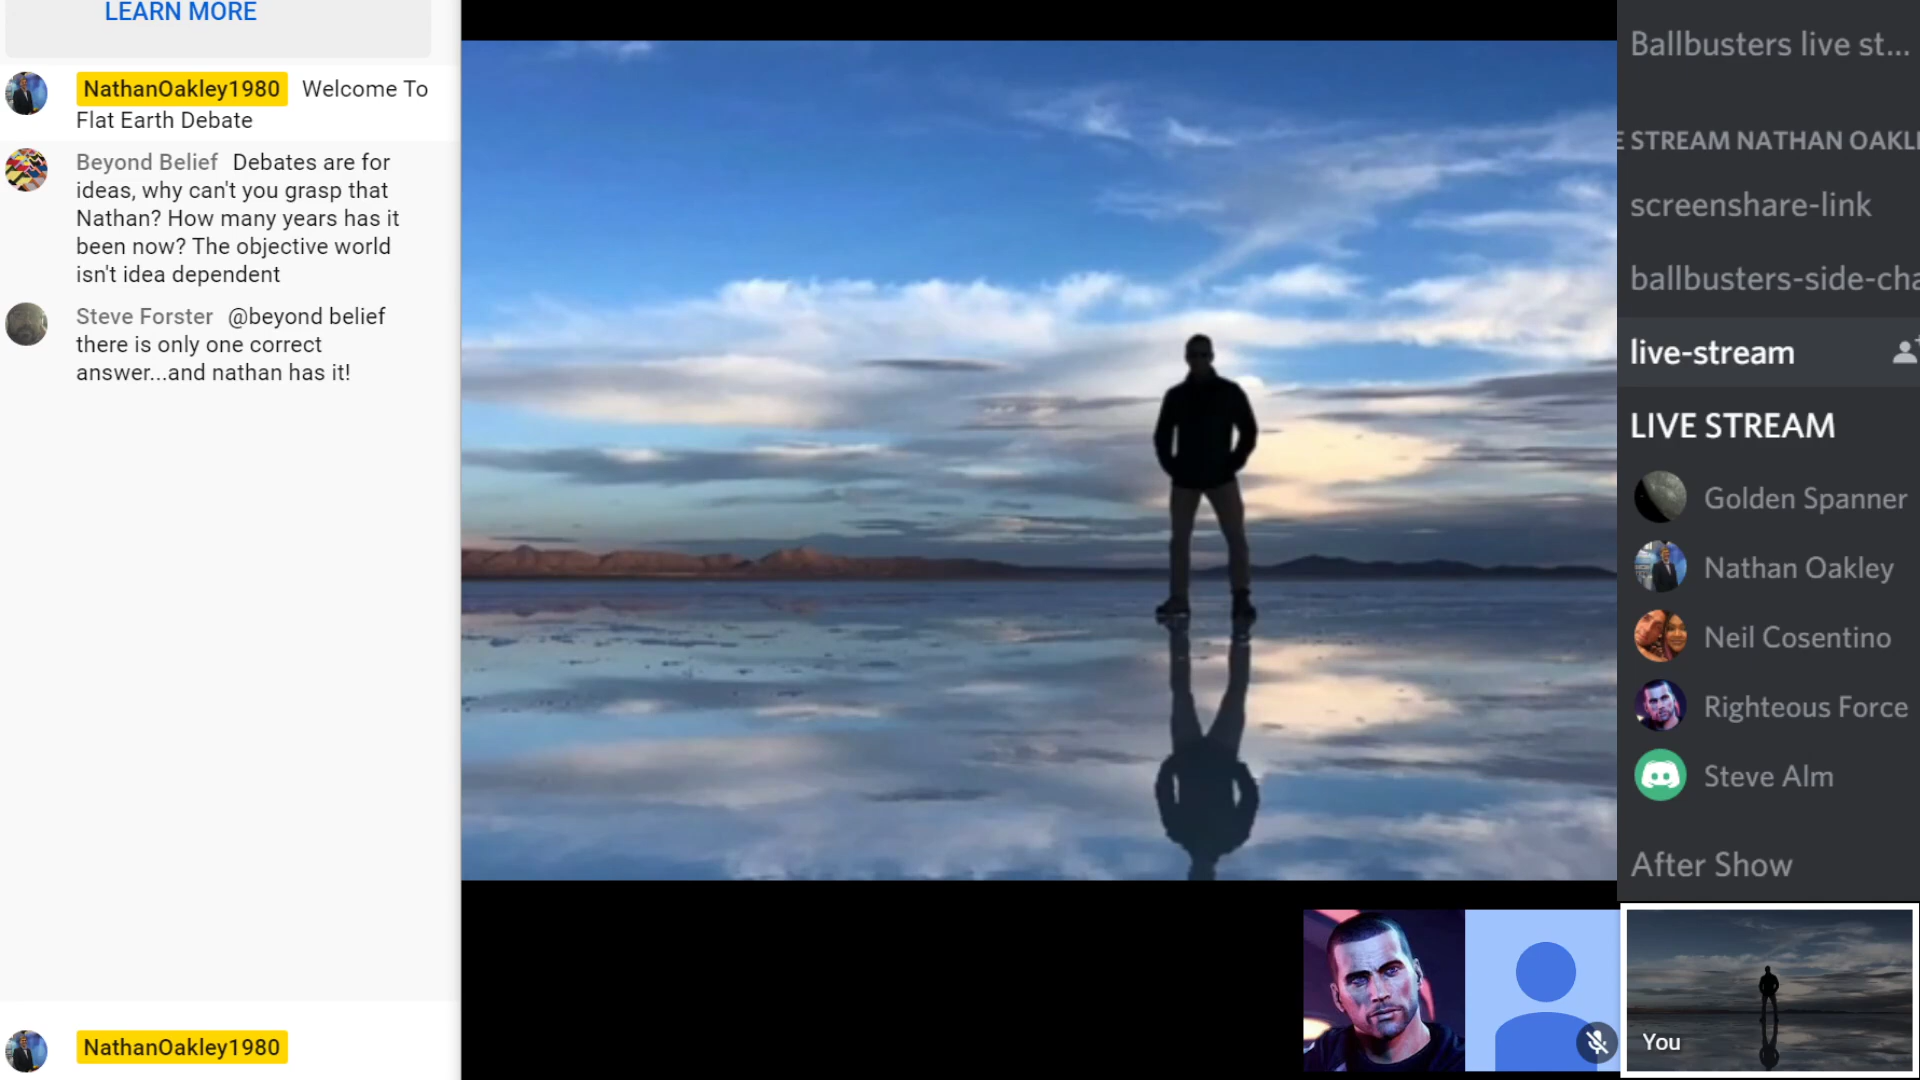 LEARN MORE
NathanOakley1980 Welcome To
Flat Earth Debate
Beyond Belief Debates are for
ideas, why can't you grasp that
Nathan? How many years has it
been now? The objective world
isn't idea dependent
Steve Forster @beyond belief
there is only one correct
answer...and nathan has it!
NathanOakley1980
Ballbusters live st...
E STREAM NATHAN OAKL
screenshare-link
ballbusters-side-cha
live-stream
LIVE STREAM
Golden Spanner
Nathan Oakley
Neil Cosentino
Righteous Force
Steve Alm
After Show
You